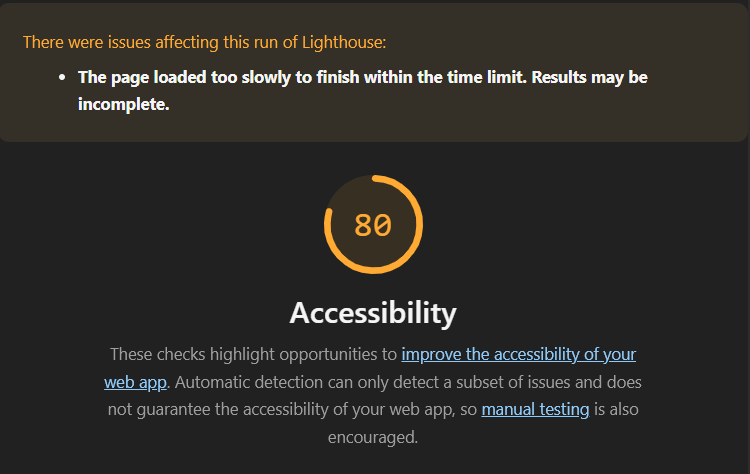 There were issues affecting this run of Lighthouse:
• The page loaded too slowly to finish within the time limit. Results may be
incomplete.
80
Accessibility
These checks highlight opportunities to improve the accessibility of your
web app. Automatic detection can only detect a subset of issues and does
not guarantee the accessibility of your web app, so manual testing is also
encouraged.